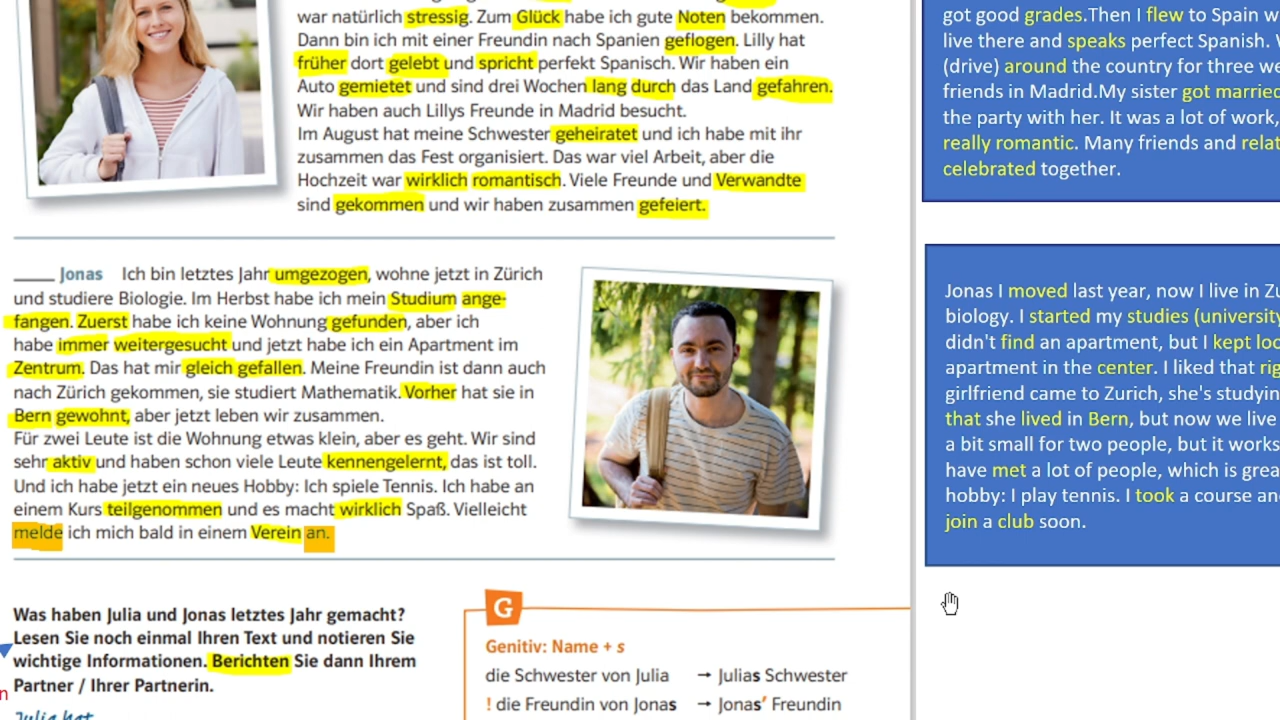 war natürlich stressig. Zum Glück habe ich gute Noten bekommen.
Dann bin ich mit einer Freundin nach Spanien geflogen. Lilly hat
früher dort gelebt und spricht perfekt Spanisch. Wir haben ein
Auto gemietet und sind drei Wochen lang durch das Land gefahren.
Wir haben auch Lillys Freunde in Madrid besucht.
Im August hat meine Schwester geheiratet und ich habe mit ihr
zusammen das Fest organisiert. Das war viel Arbeit, aber die
Hochzeit war wirklich romantisch. Viele Freunde und Verwandte
sind gekommen und wir haben zusammen gefeiert.
____ Jonas Ich bin letztes Jahr umgezogen, wohne jetzt in Zürich
und studiere Biologie. Im Herbst habe ich mein Studium ange-
fangen. Zuerst habe ich keine Wohnung gefunden, aber ich
habe immer weitergesucht und jetzt habe ich ein Apartment im
Zentrum. Das hat mir gleich gefallen. Meine Freundin ist dann auch
nach Zürich gekommen, sie studiert Mathematik. Vorher hat sie in
Bern gewohnt, aber jetzt leben wir zusammen.
Für zwei Leute ist die Wohnung etwas klein, aber es geht. Wir sind
sehr aktiv und haben schon viele Leute kennengelernt, das ist toll.
Und ich habe jetzt ein neues Hobby: Ich spiele Tennis. Ich habe an
einem Kurs teilgenommen und es macht wirklich Spaß. Vielleicht
melde ich mich bald in einem Verein an.
Was haben Julia und Jonas letztes Jahr gemacht?
Lesen Sie noch einmal Ihren Text und notieren Sie
wichtige Informationen. Berichten Sie dann Ihrem
Partner / Ihrer Partnerin.
Julia hat
G
Genitiv: Name + s
die Schwester von Julia → Julias Schwester
! die Freundin von Jonas → Jonas’ Freundin
got good grades.Then I flew to Spain w
live there and speaks perfect Spanish.
(drive) around the country for three we
friends in Madrid.My sister got married
the party with her. It was a lot of work,
really romantic. Many friends and relat
celebrated together.
Jonas I moved last year, now I live in Zu
biology. I started my studies (university
didn't find an apartment, but I kept loo
apartment in the center. I liked that rig
girlfriend came to Zurich, she's studyin
that she lived in Bern, but now we live
a bit small for two people, but it works
have met a lot of people, which is grea
hobby: I play tennis. I took a course an
join a club soon.